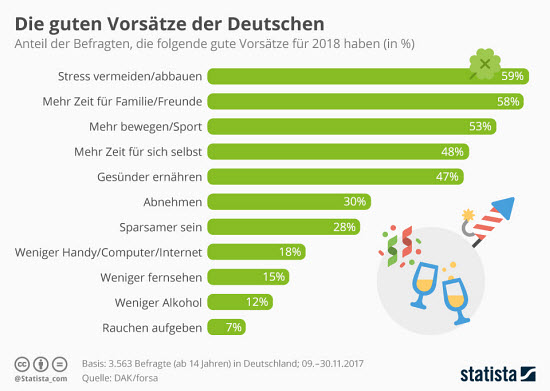 Die guten Vorsätze der Deutschen
Anteil der Befragten, die folgende gute Vorsätze für 2018 haben (in %)
Stress vermeiden/abbauen 59%
Mehr Zeit für Familie/Freunde 58%
Mehr bewegen/Sport 53%
Mehr Zeit für sich selbst 48%
Gesünder ernähren 47%
Abnehmen 30%
Sparsamer sein 28%
Weniger Handy/Computer/Internet 18%
Weniger fernsehen 15%
Weniger Alkohol 12%
Rauchen aufgeben 7%
Basis: 3.563 Befragte (ab 14 Jahren) in Deutschland; 09.–30.11.2017
@Statista_com Quelle: DAK/forsa
cc
statista